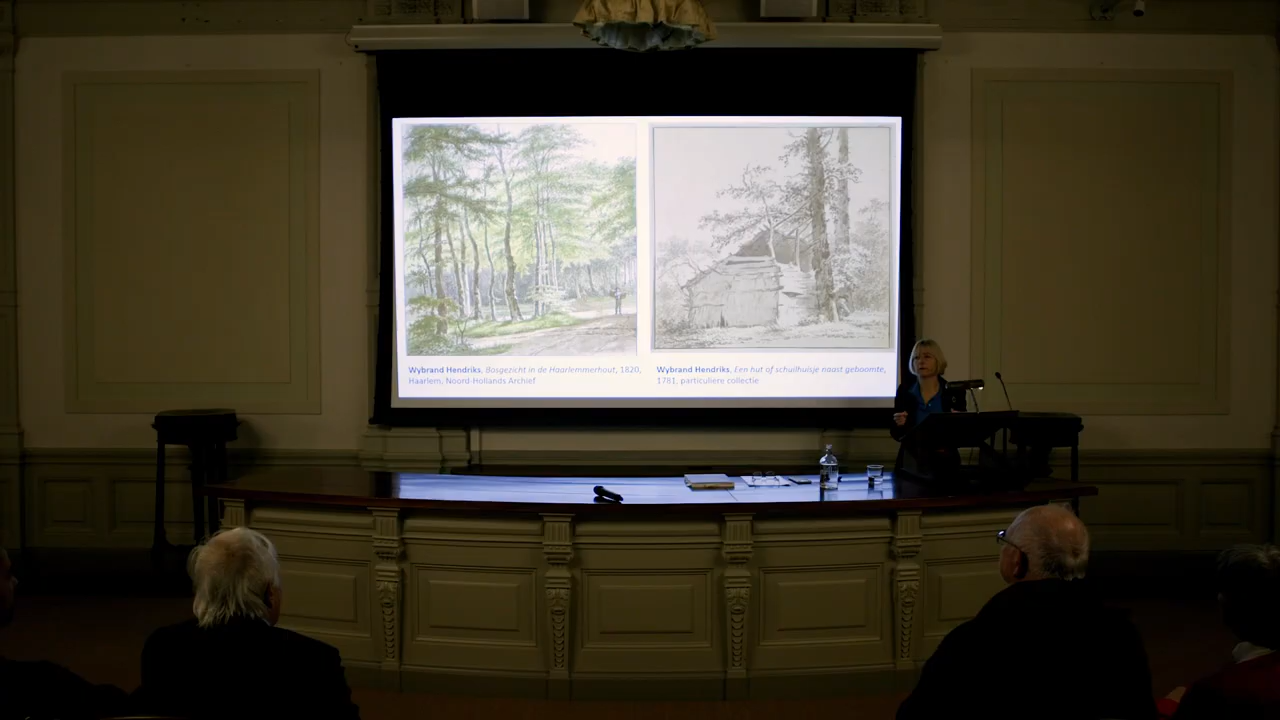 Wybrand Hendriks, Bosgezicht in de Haarlemmerhout, 1820,
Haarlem, Noord-Hollands Archief
Wybrand Hendriks, Een hut of schuilhuisje naast geboomte,
1781, particuliere collectie